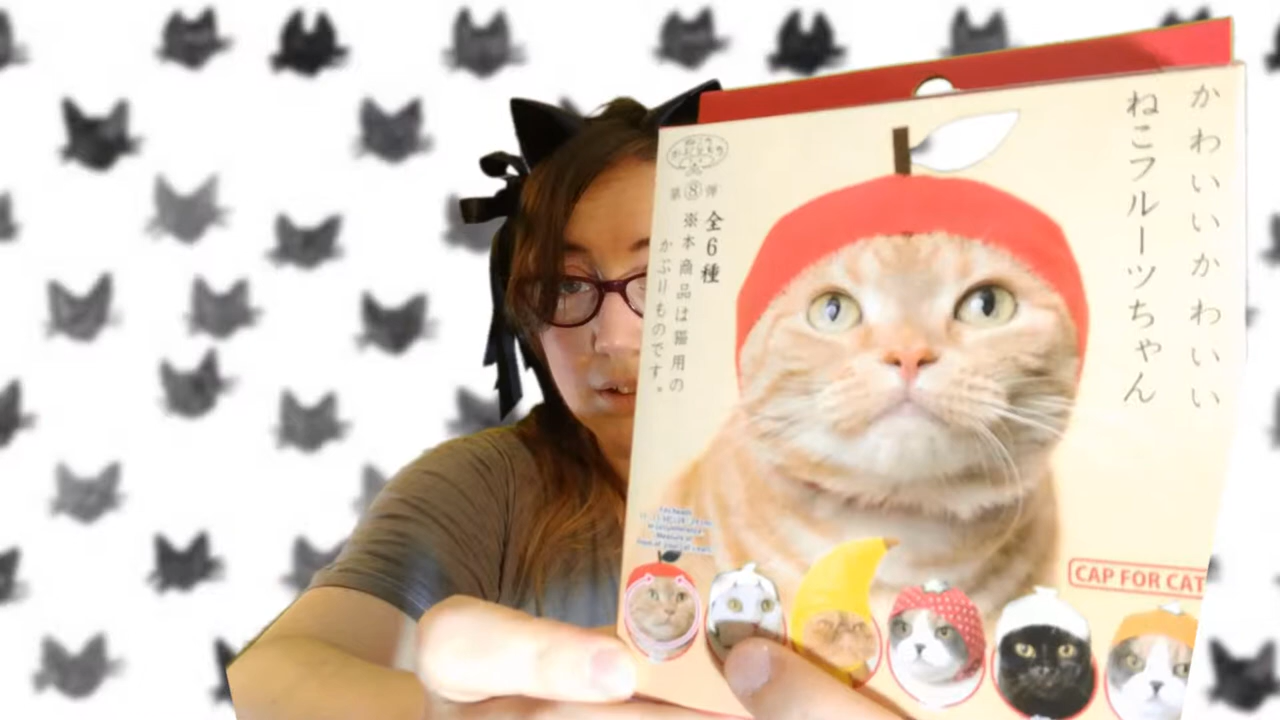 かわいいかわいい
ねこフルーツちゃん
第⑧弾
全6種
※本商品は猫用の
かぶりものです。
CAP FOR CAT